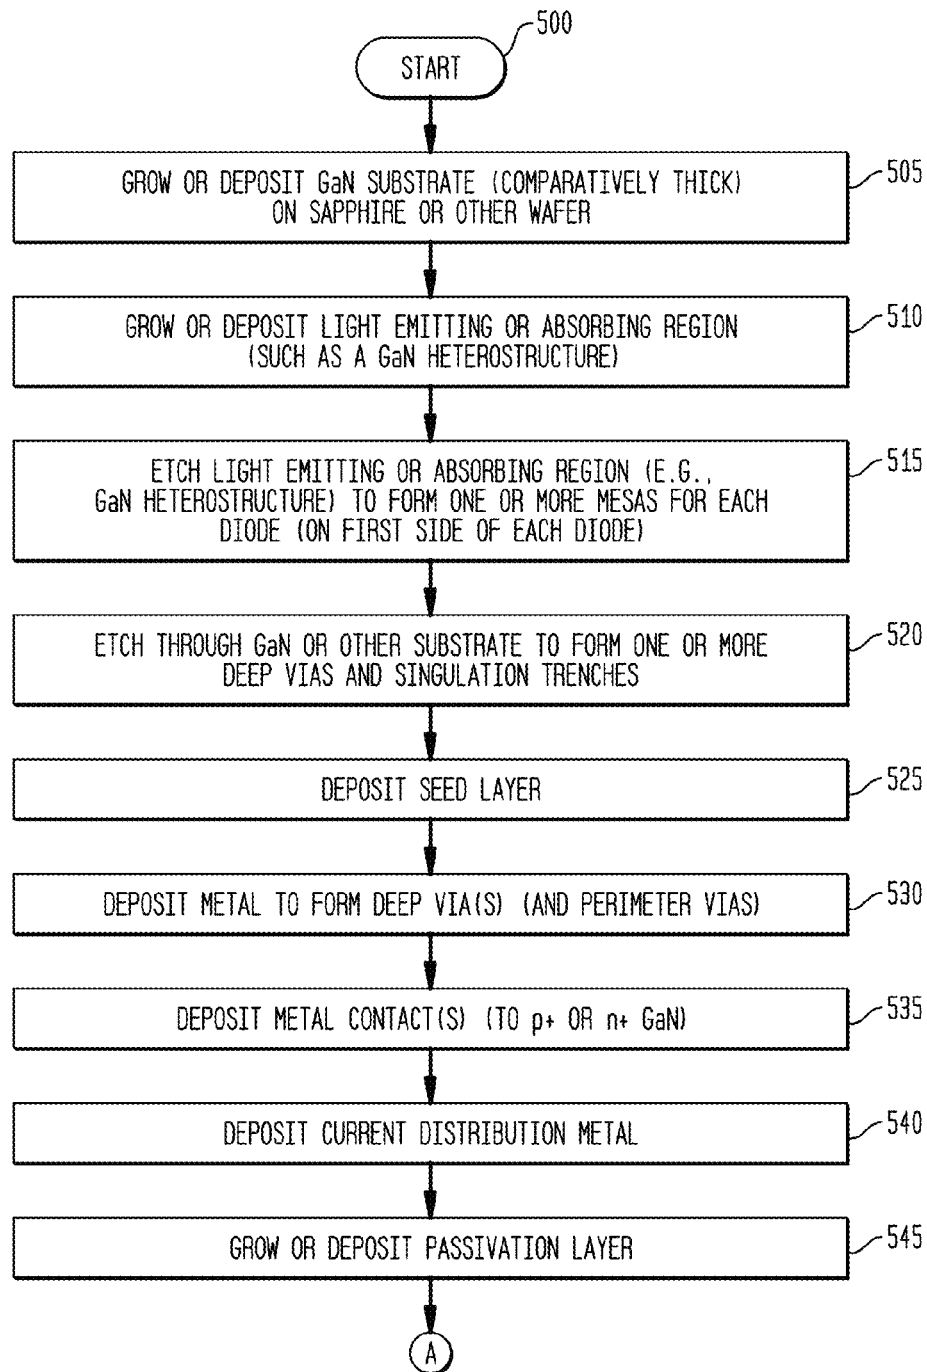 500
START
GROW OR DEPOSIT GaN SUBSTRATE (COMPARATIVELY THICK)
ON SAPPHIRE OR OTHER WAFER
505
GROW OR DEPOSIT LIGHT EMITTING OR ABSORBING REGION
(SUCH AS A GaN HETEROSTRUCTURE)
510
ETCH LIGHT EMITTING OR ABSORBING REGION (E.G.,
GaN HETEROSTRUCTURE) TO FORM ONE OR MORE MESAS FOR EACH
DIODE (ON FIRST SIDE OF EACH DIODE)
515
ETCH THROUGH GaN OR OTHER SUBSTRATE TO FORM ONE OR MORE
DEEP VIAS AND SINGULATION TRENCHES
520
DEPOSIT SEED LAYER
525
DEPOSIT METAL TO FORM DEEP VIA(S) (AND PERIMETER VIAS)
530
DEPOSIT METAL CONTACT(S) (TO p+ OR n+ GaN)
535
DEPOSIT CURRENT DISTRIBUTION METAL
540
GROW OR DEPOSIT PASSIVATION LAYER
545
A